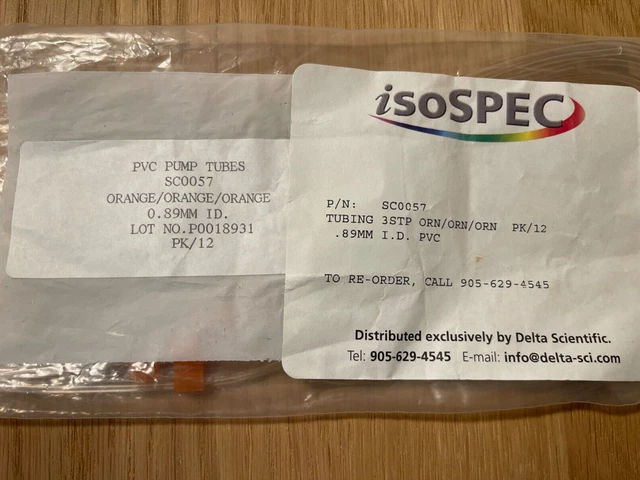 PVC PUMP TUBES
SC0057
ORANGE/ORANGE/ORANGE
0.89MM ID.
LOT NO.P0018931
PK/12
isoSPEC
P/N: SC0057
TUBING 3STP ORN/ORN/ORN PK/12
.89MM I.D. PVC
TO RE-ORDER, CALL 905-629-4545
Distributed exclusively by Delta Scientific.
Tel: 905-629-4545 E-mail: info@delta-sci.com